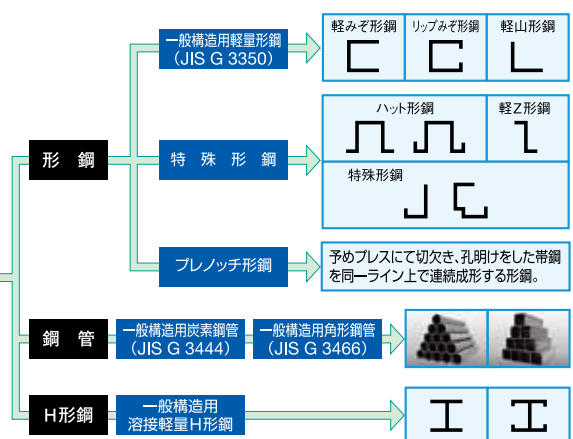 一般構造用軽量形鋼
(JIS G 3350)
軽みぞ形鋼
リップみぞ形鋼
軽山形鋼
形 鋼
特 殊 形 鋼
ハット形鋼
軽Z形鋼
特殊形鋼
プレノッチ形鋼
予めプレスにて切欠き、孔明けをした帯鋼
を同一ライン上で連続成形する形鋼。
鋼 管
一般構造用炭素鋼管
(JIS G 3444)
一般構造用角形鋼管
(JIS G 3466)
H形鋼
一般構造用
溶接軽量H形鋼